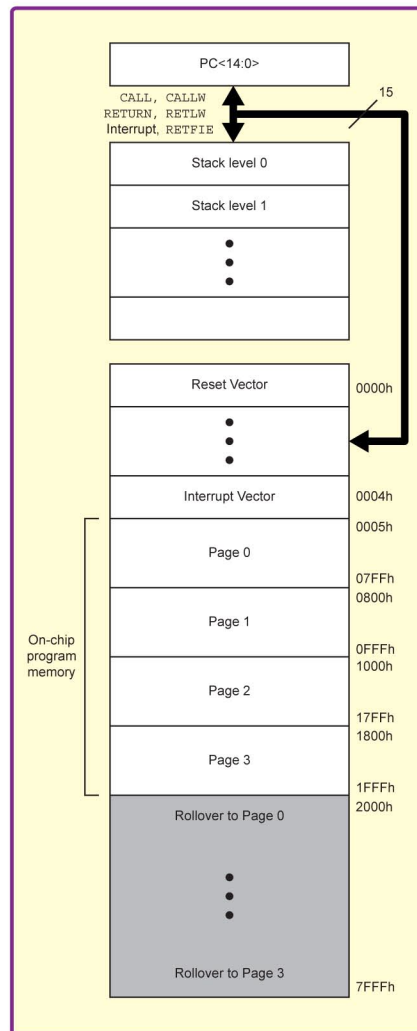 PC<14:0>
CALL, CALLW
RETURN, RETLW
Interrupt, RETFIE
15
Stack level 0
Stack level 1
Reset Vector
0000h
Interrupt Vector
0004h
0005h
Page 0
07FFh
0800h
Page 1
0FFFh
1000h
On-chip
program
memory
Page 2
17FFh
1800h
Page 3
1FFFh
2000h
Rollover to Page 0
Rollover to Page 3
7FFFh